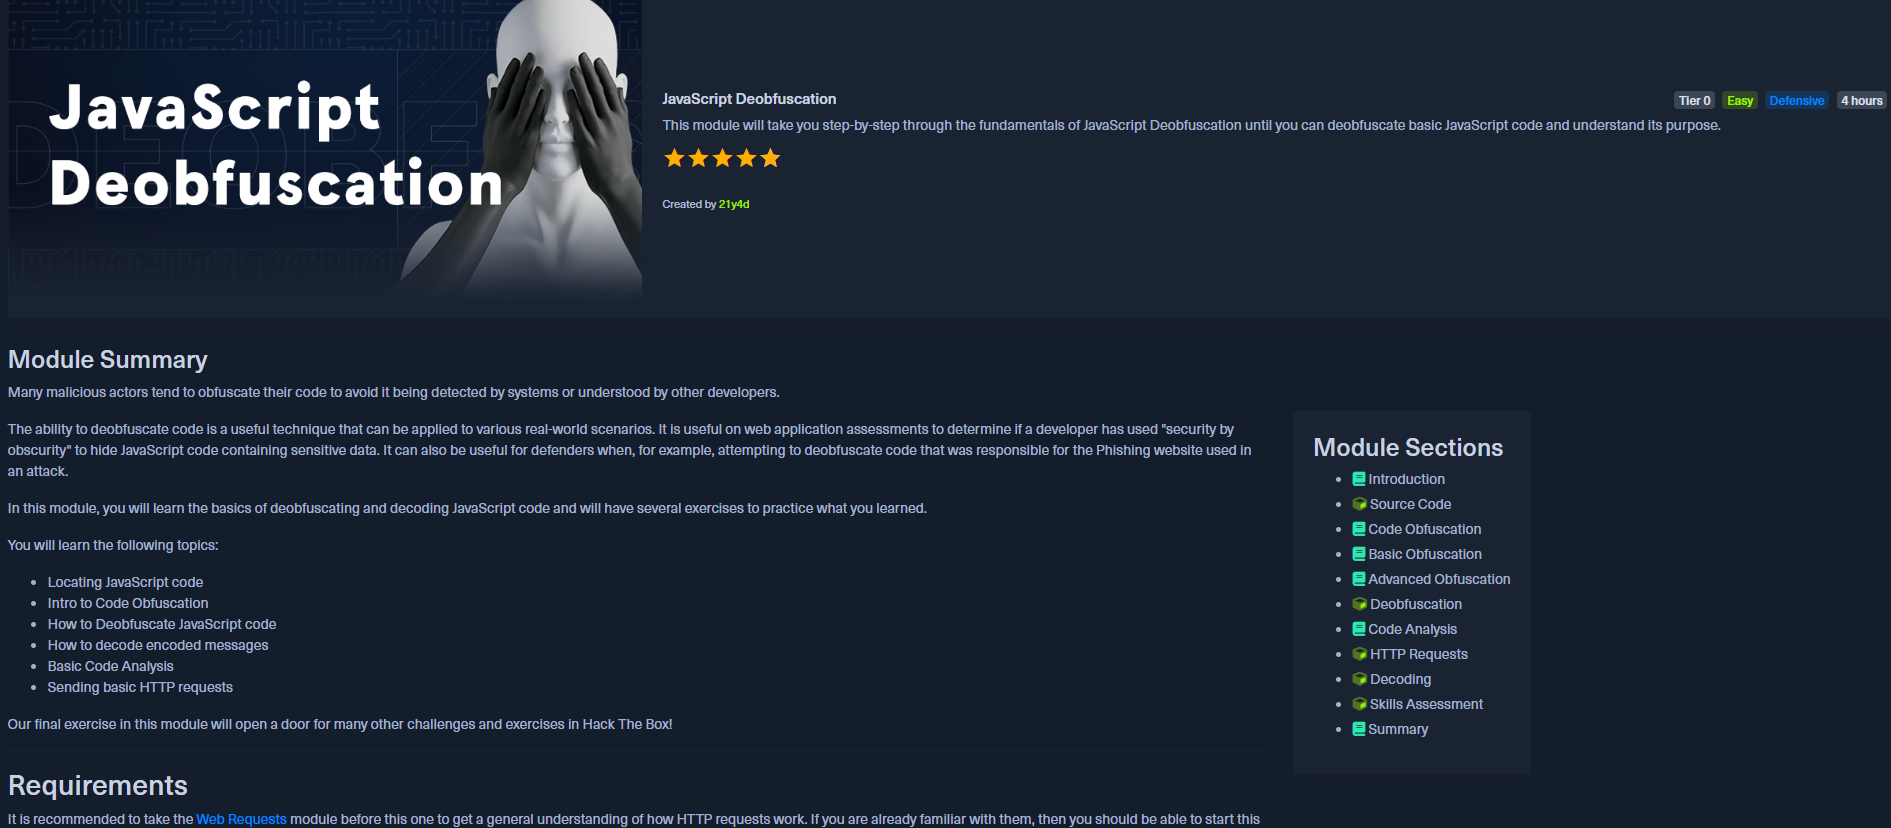 JavaScript
Deobfuscation
JavaScript Deobfuscation
Tier 0 Easy Defensive 4 hours
This module will take you step-by-step through the fundamentals of JavaScript Deobfuscation until you can deobfuscate basic JavaScript code and understand its purpose.
Created by 21y4d
Module Summary
Many malicious actors tend to obfuscate their code to avoid it being detected by systems or understood by other developers.
The ability to deobfuscate code is a useful technique that can be applied to various real-world scenarios. It is useful on web application assessments to determine if a developer has used "security by
obscurity" to hide JavaScript code containing sensitive data. It can also be useful for defenders when, for example, attempting to deobfuscate code that was responsible for the Phishing website used in
an attack.
In this module, you will learn the basics of deobfuscating and decoding JavaScript code and will have several exercises to practice what you learned.
You will learn the following topics:
Locating JavaScript code
Intro to Code Obfuscation
How to Deobfuscate JavaScript code
How to decode encoded messages
Basic Code Analysis
Sending basic HTTP requests
Our final exercise in this module will open a door for many other challenges and exercises in Hack The Box!
Requirements
It is recommended to take the Web Requests module before this one to get a general understanding of how HTTP requests work. If you are already familiar with them, then you should be able to start this
Module Sections
Introduction
Source Code
Code Obfuscation
Basic Obfuscation
Advanced Obfuscation
Deobfuscation
Code Analysis
HTTP Requests
Decoding
Skills Assessment
Summary